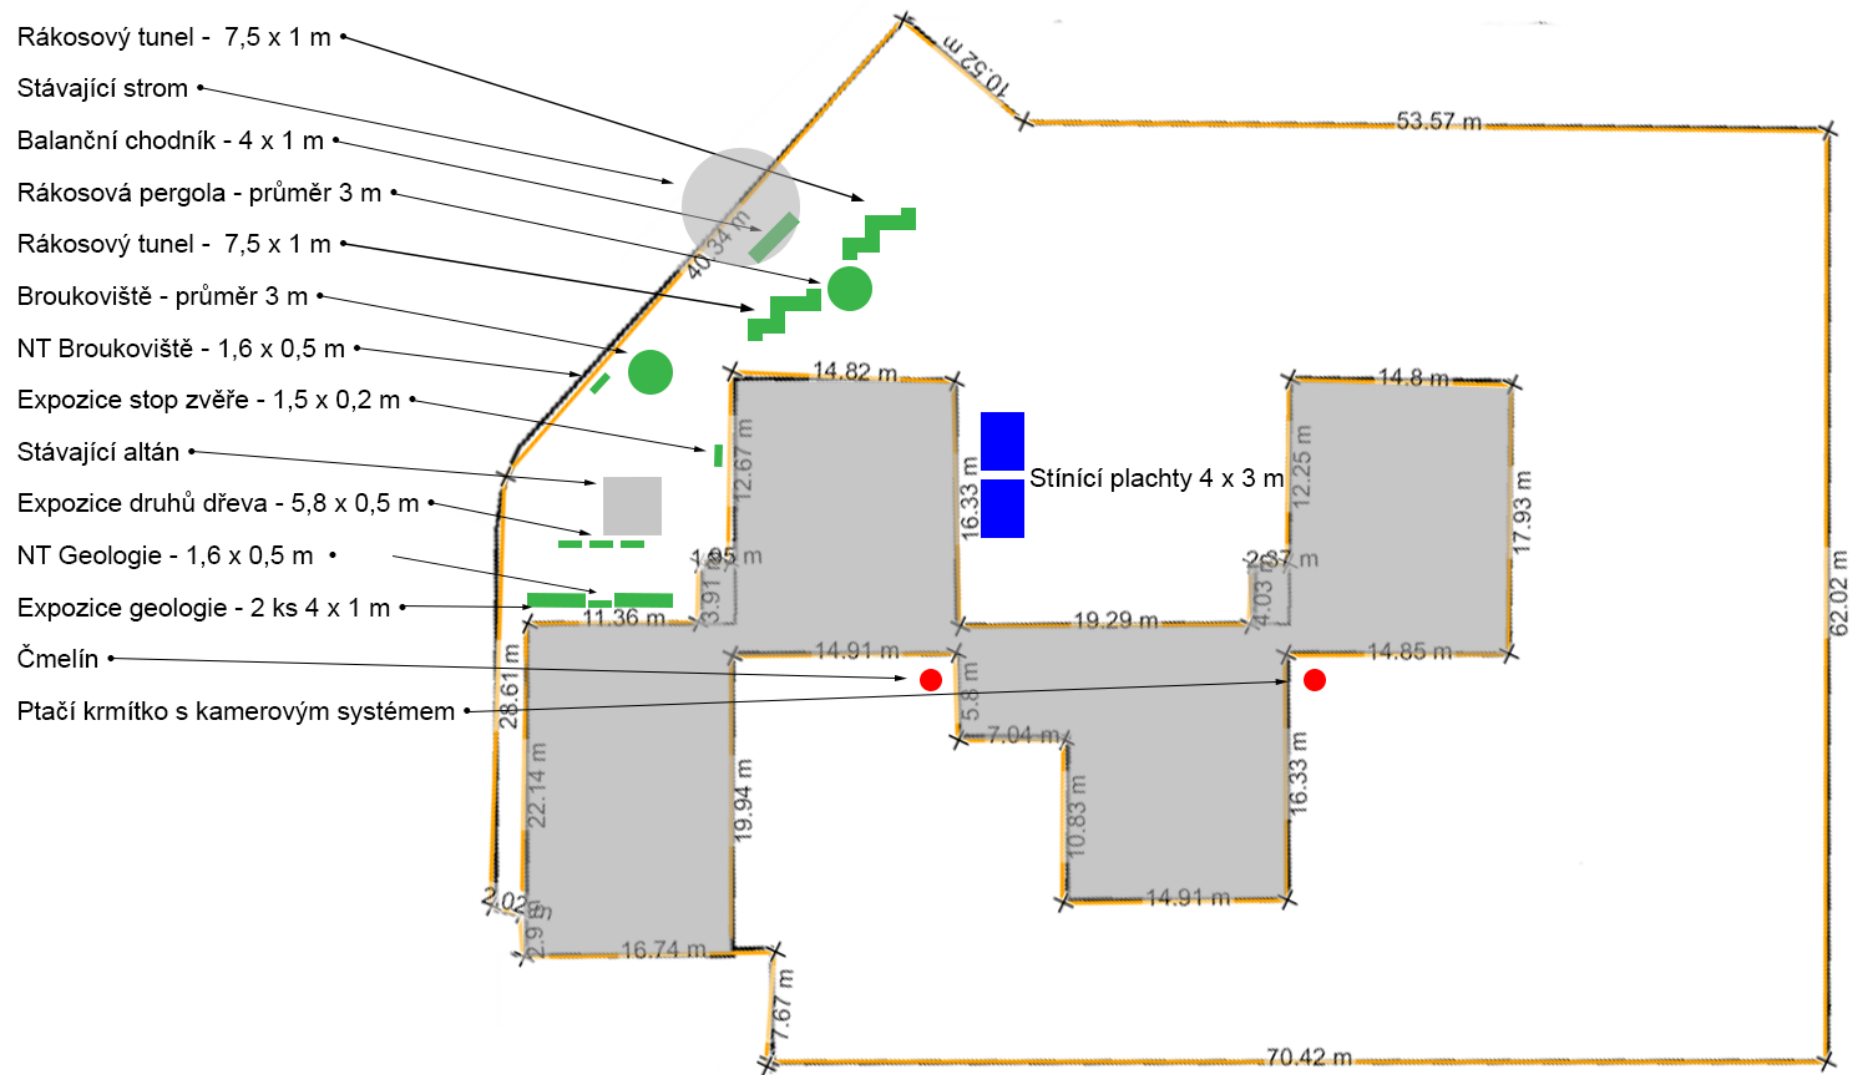 Rákosový tunel - 7,5 x 1 m
Stávající strom
Balanční chodník - 4 x 1 m
Rákosová pergola - průměr 3 m
Rákosový tunel - 7,5 x 1 m
Broukoviště - průměr 3 m
NT Broukoviště - 1,6 x 0,5 m
Expozice stop zvěře - 1,5 x 0,2 m
Stávající altán
Expozice druhů dřeva - 5,8 x 0,5 m
NT Geologie - 1,6 x 0,5 m
Expozice geologie - 2 ks 4 x 1 m
Čmelín
Ptačí krmítko s kamerovým systémem
10.52 m
53.57 m
40.34 m
14.82 m
14.8 m
12.67 m
16.33 m
Stínící plachty 4 x 3 m
12.25 m
17.93 m
1.95 m
2.37 m
3.91 m
4.03 m
62.02 m
11.36 m
19.29 m
14.91 m
14.85 m
28.61 m
5.8 m
7.04 m
22.14 m
19.94 m
10.83 m
16.33 m
2.02 m
14.91 m
2.9 m
16.74 m
7.67 m
70.42 m